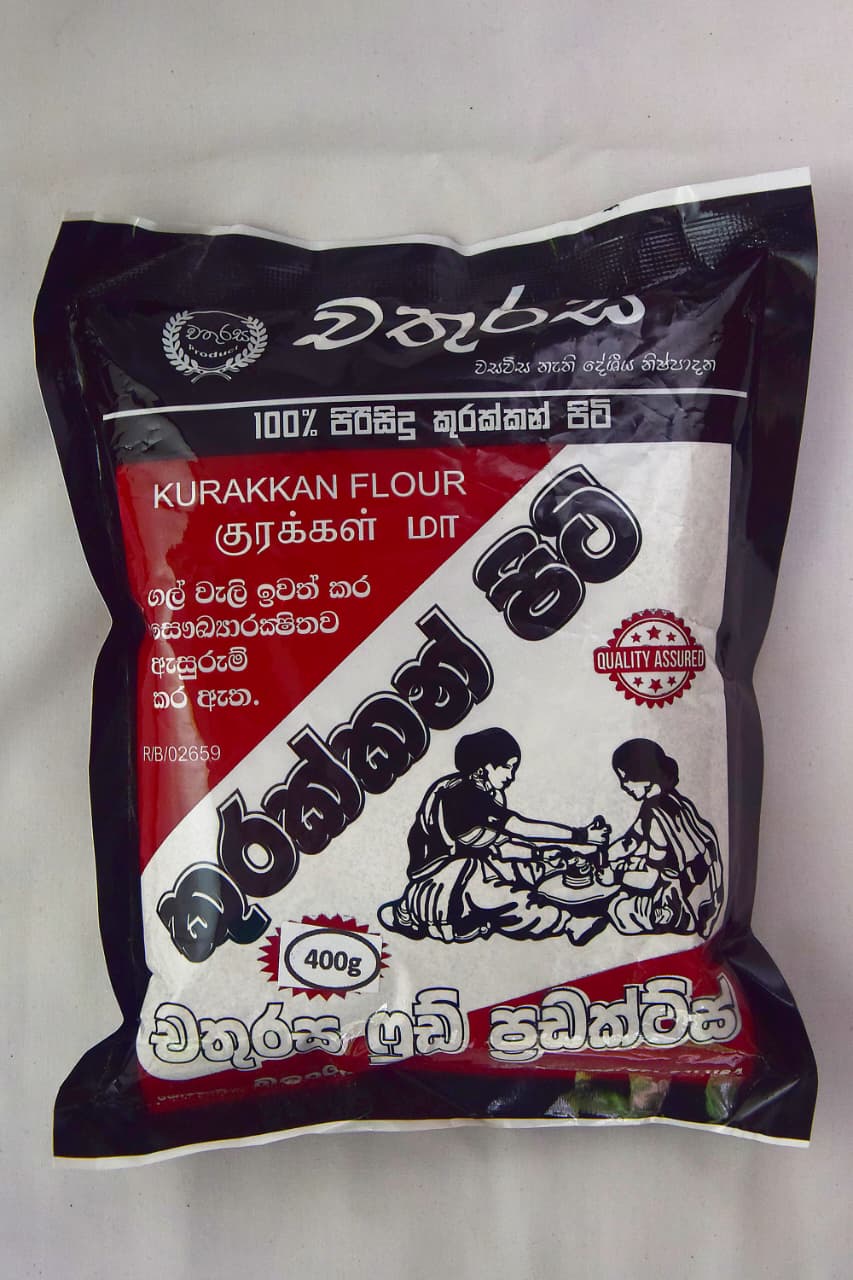 චතුරස
Product
චතුරස
වසවිස නැති දේශීය නිෂ්පාදන
100% පිරිසිදු කුරක්කන් පිටි
KURAKKAN FLOUR
குரக்கள் மா
ගල් වැලි ඉවත් කර
සෞඛ්‍යාරක්‍ෂිතව
ඇසුරුම්
කර ඇත.
R/B/02659
කුරක්කන් පිටි
QUALITY ASSURED
400g
චතුරස ෆුඩ් ප්‍රඩක්ට්ස්